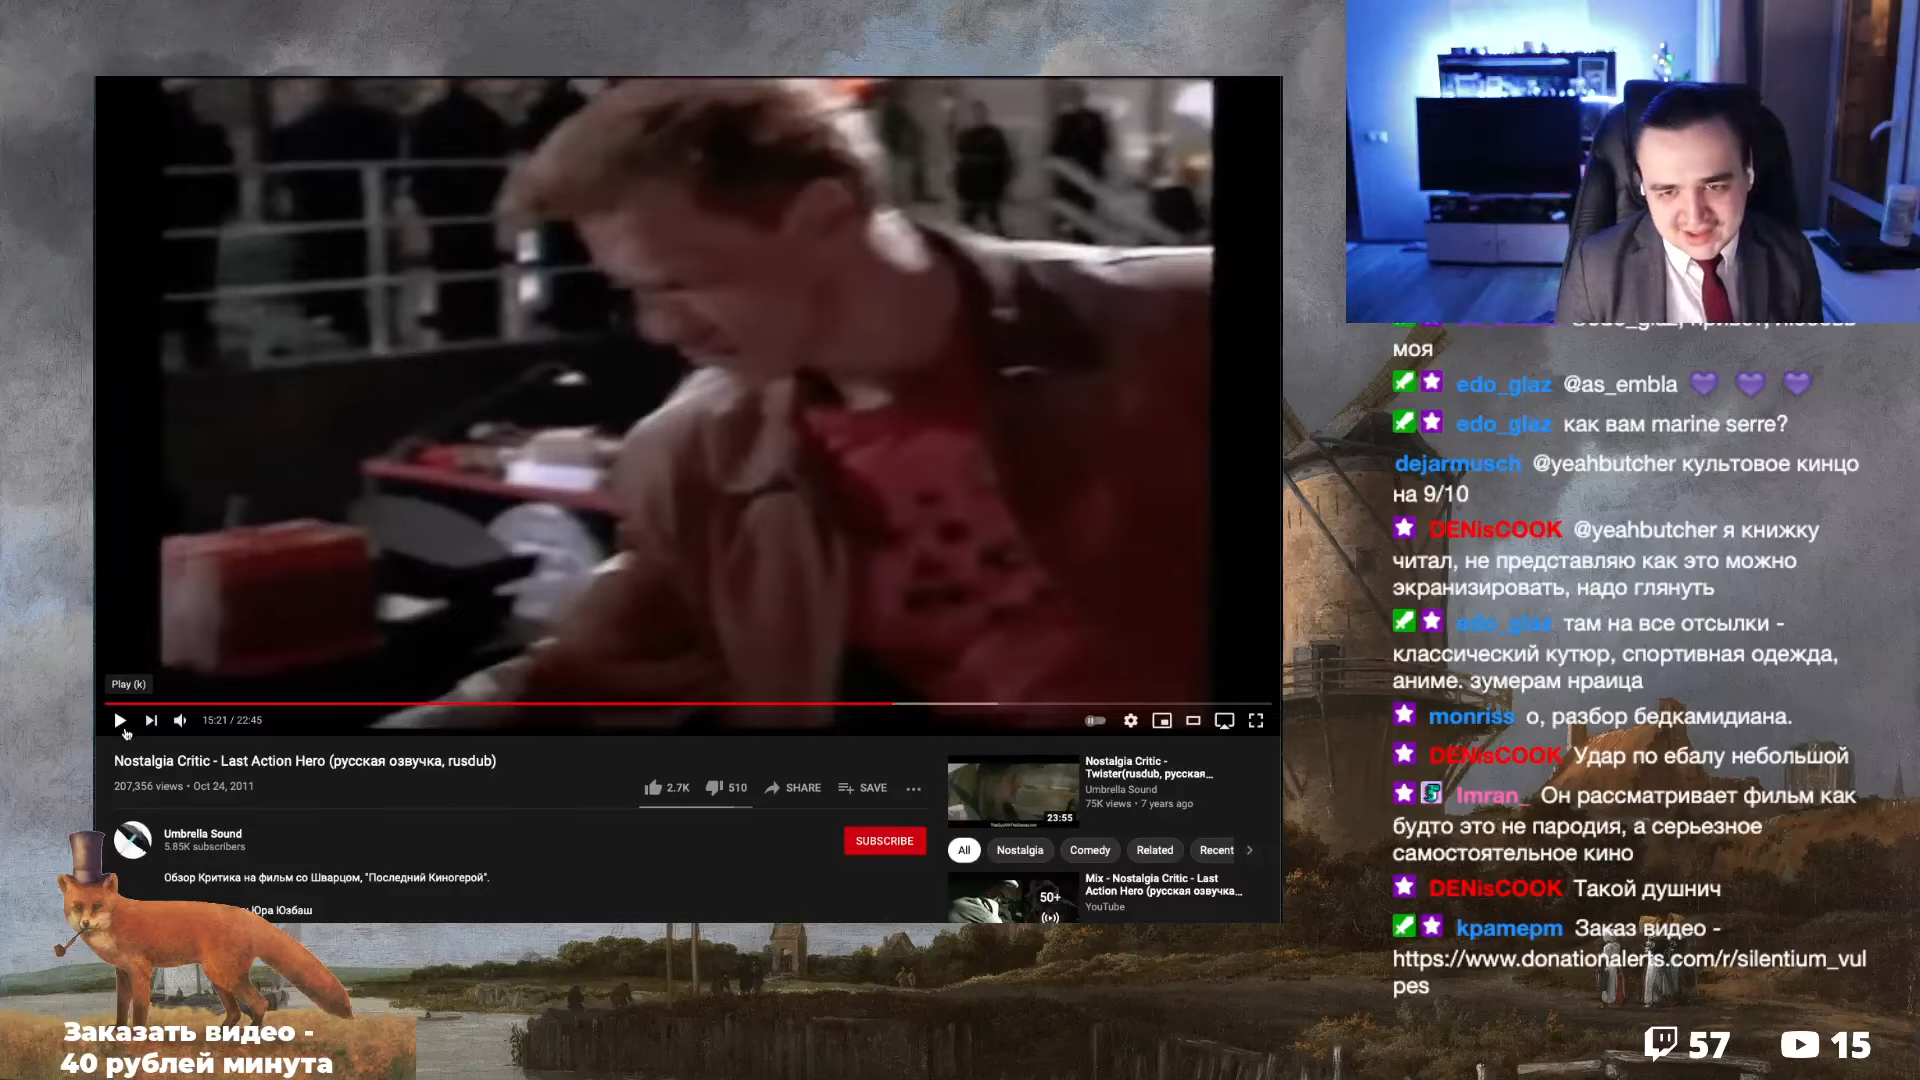 Play (k)
15:21 / 22:45
Nostalgia Critic - Last Action Hero (русская озвучка, rusdub)
207,356 views • Oct 24, 2011
2.7K
510
SHARE
SAVE
Umbrella Sound
5.85K subscribers
SUBSCRIBE
Обзор Критика на фильм со Шварцом, "Последний Киногерой".
Юра Юзбаш
Nostalgia Critic -
Twister(rusdub, русская...
Umbrella Sound
75K views • 7 years ago
23:55
All
Nostalgia
Comedy
Related
Recent
Mix - Nostalgia Critic - Last
Action Hero (русская озвучка...
YouTube
50+
моя
edo_glaz @as_embla
edo_glaz как вам marine serre?
dejarmusch @yeahbutcher культовое кинцо
на 9/10
DENisCOOK @yeahbutcher я книжку
читал, не представляю как это можно
экранизировать, надо глянуть
edo_glaz там на все отсылки -
классический кутюр, спортивная одежда,
аниме. зумерам нраица
monriss о, разбор бедкамидиана.
DENisCOOK Удар по ебалу небольшой
Imran_ Он рассматривает фильм как
будто это не пародия, а серьезное
самостоятельное кино
DENisCOOK Такой душнич
kpamepm Заказ видео -
https://www.donationalerts.com/r/silentium_vul
pes
Заказать видео -
40 рублей минута
57
15